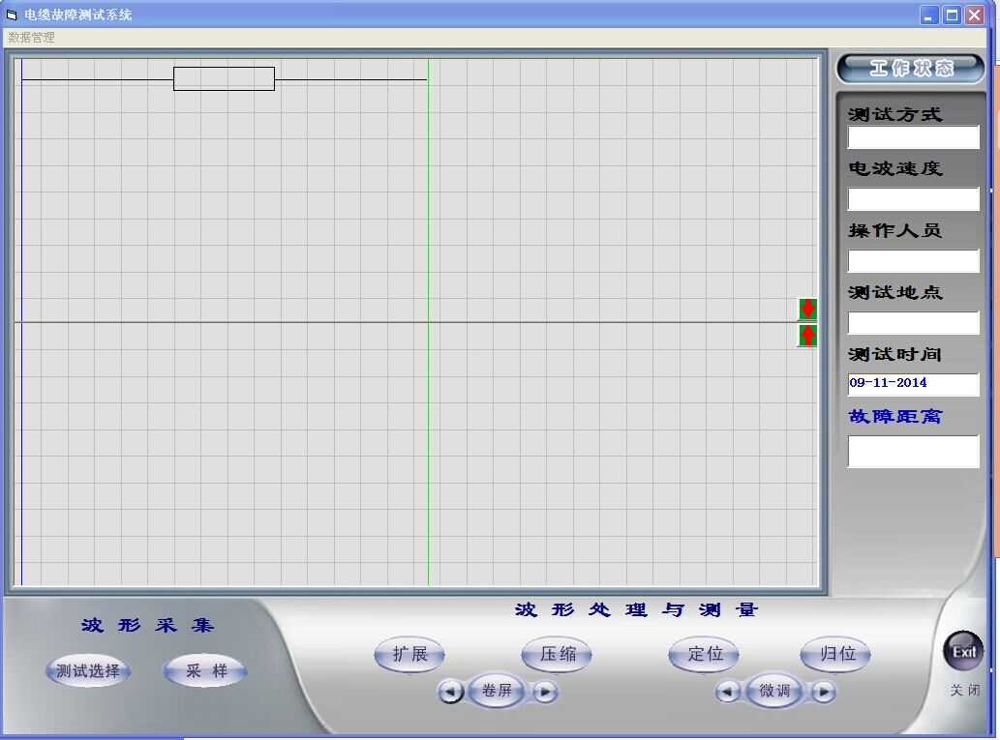 电缆故障测试系统
数据管理
工作状态
测试方式
电波速度
操作人员
测试地点
测试时间
09-11-2014
故障距离
波形采集
测试选择
采样
波形处理与测量
扩展
压缩
定位
归位
卷屏
微调
Exit
关闭